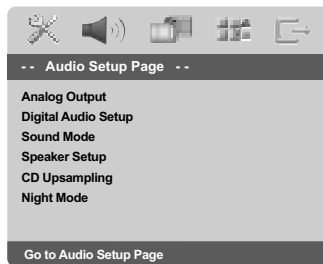 - -  Audio Setup Page  - -
Analog Output
Digital Audio Setup
Sound Mode
Speaker Setup
CD Upsampling
Night Mode
Go to Audio Setup Page